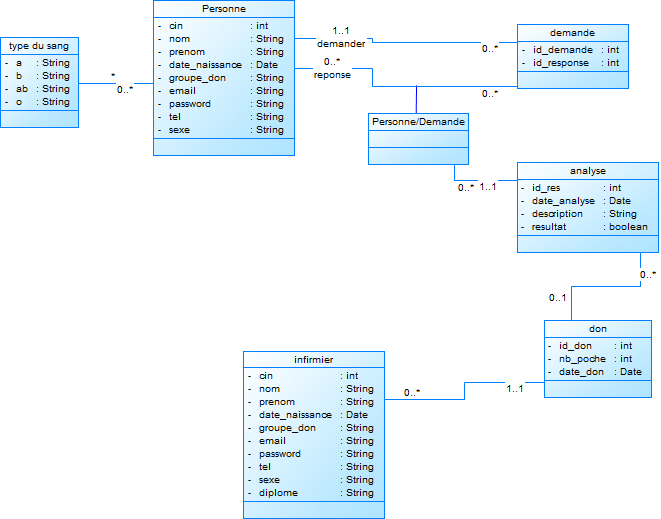 type du sang
- a : String
- b : String
- ab : String
- o : String
*
0..*
Personne
- cin : int
- nom : String
- prenom : String
- date_naissance : Date
- groupe_don : String
- email : String
- password : String
- tel : String
- sexe : String
1..1
demander
0..*
0..*
reponse
0..*
demande
- id_demande : int
- id_response : int
Personne/Demande
0..*
1..1
analyse
- id_res : int
- date_analyse : Date
- description : String
- resultat : boolean
0..*
0..1
don
- id_don : int
- nb_poche : int
- date_don : Date
1..1
0..*
infirmier
- cin : int
- nom : String
- prenom : String
- date_naissance : Date
- groupe_don : String
- email : String
- password : String
- tel : String
- sexe : String
- diplome : String